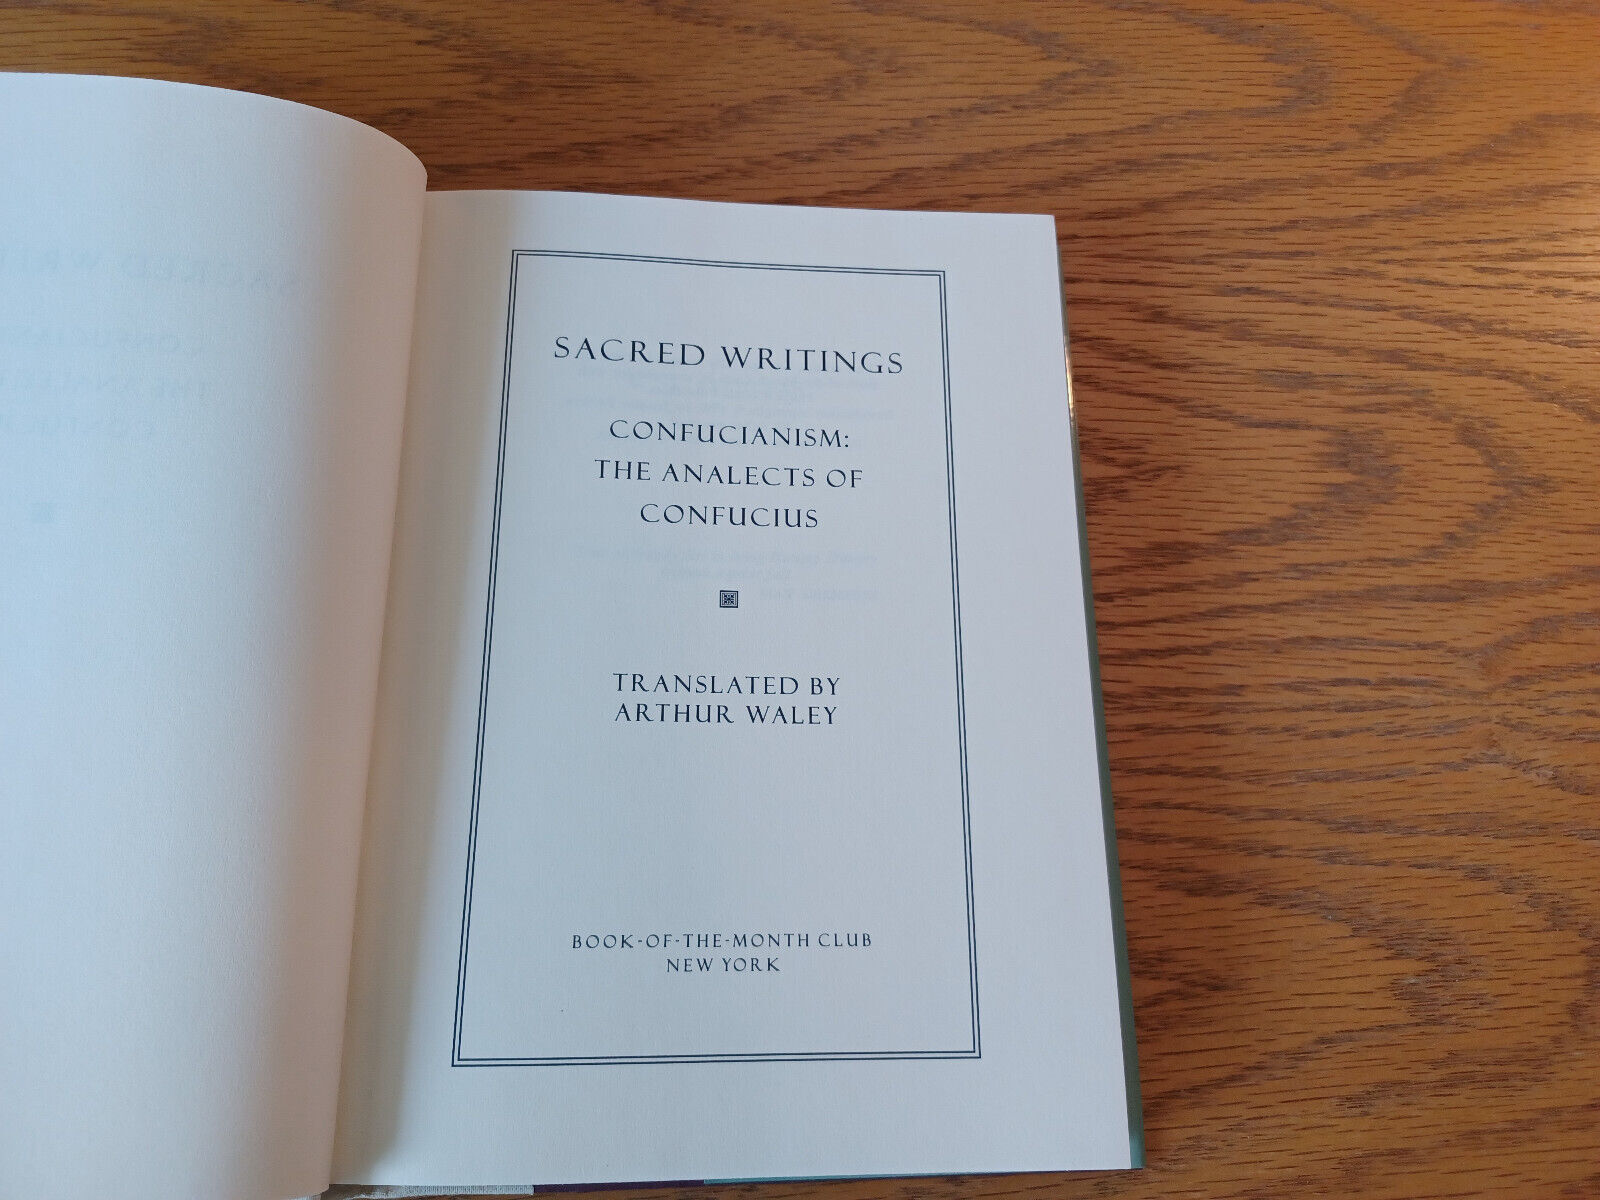 SACRED WRITINGS
CONFUCIANISM:
THE ANALECTS OF
CONFUCIUS
TRANSLATED BY
ARTHUR WALEY
BOOK-OF-THE-MONTH CLUB
NEW YORK